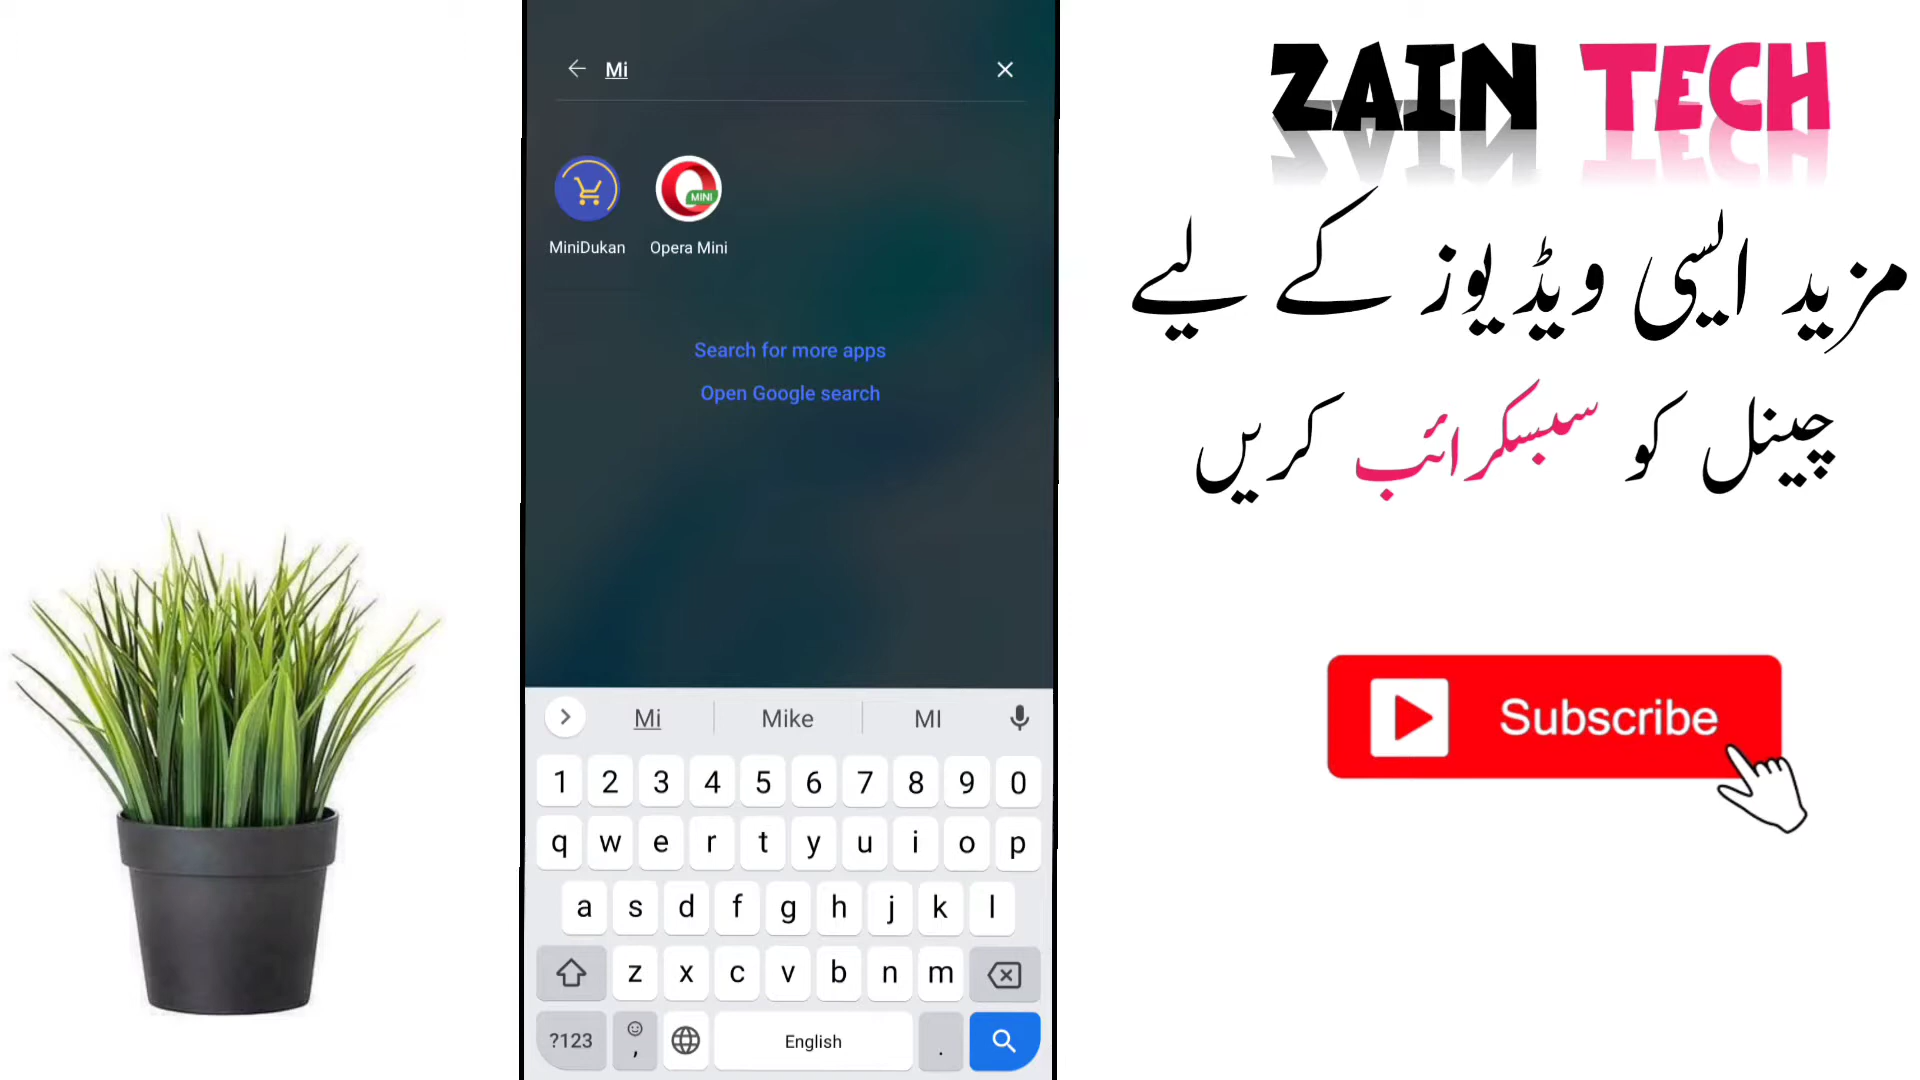 Mi
MiniDukan
MINI
Opera Mini
Search for more apps
Open Google search
Mi Mike MI
1 2 3 4 5 6 7 8 9 0
q w e r t y u i o p
a s d f g h j k l
z x c v b n m
?123 , English .
ZAIN TECH
مزید ایسی ویڈیوز کے لیے
چینل کو سبسکرائب کریں
Subscribe